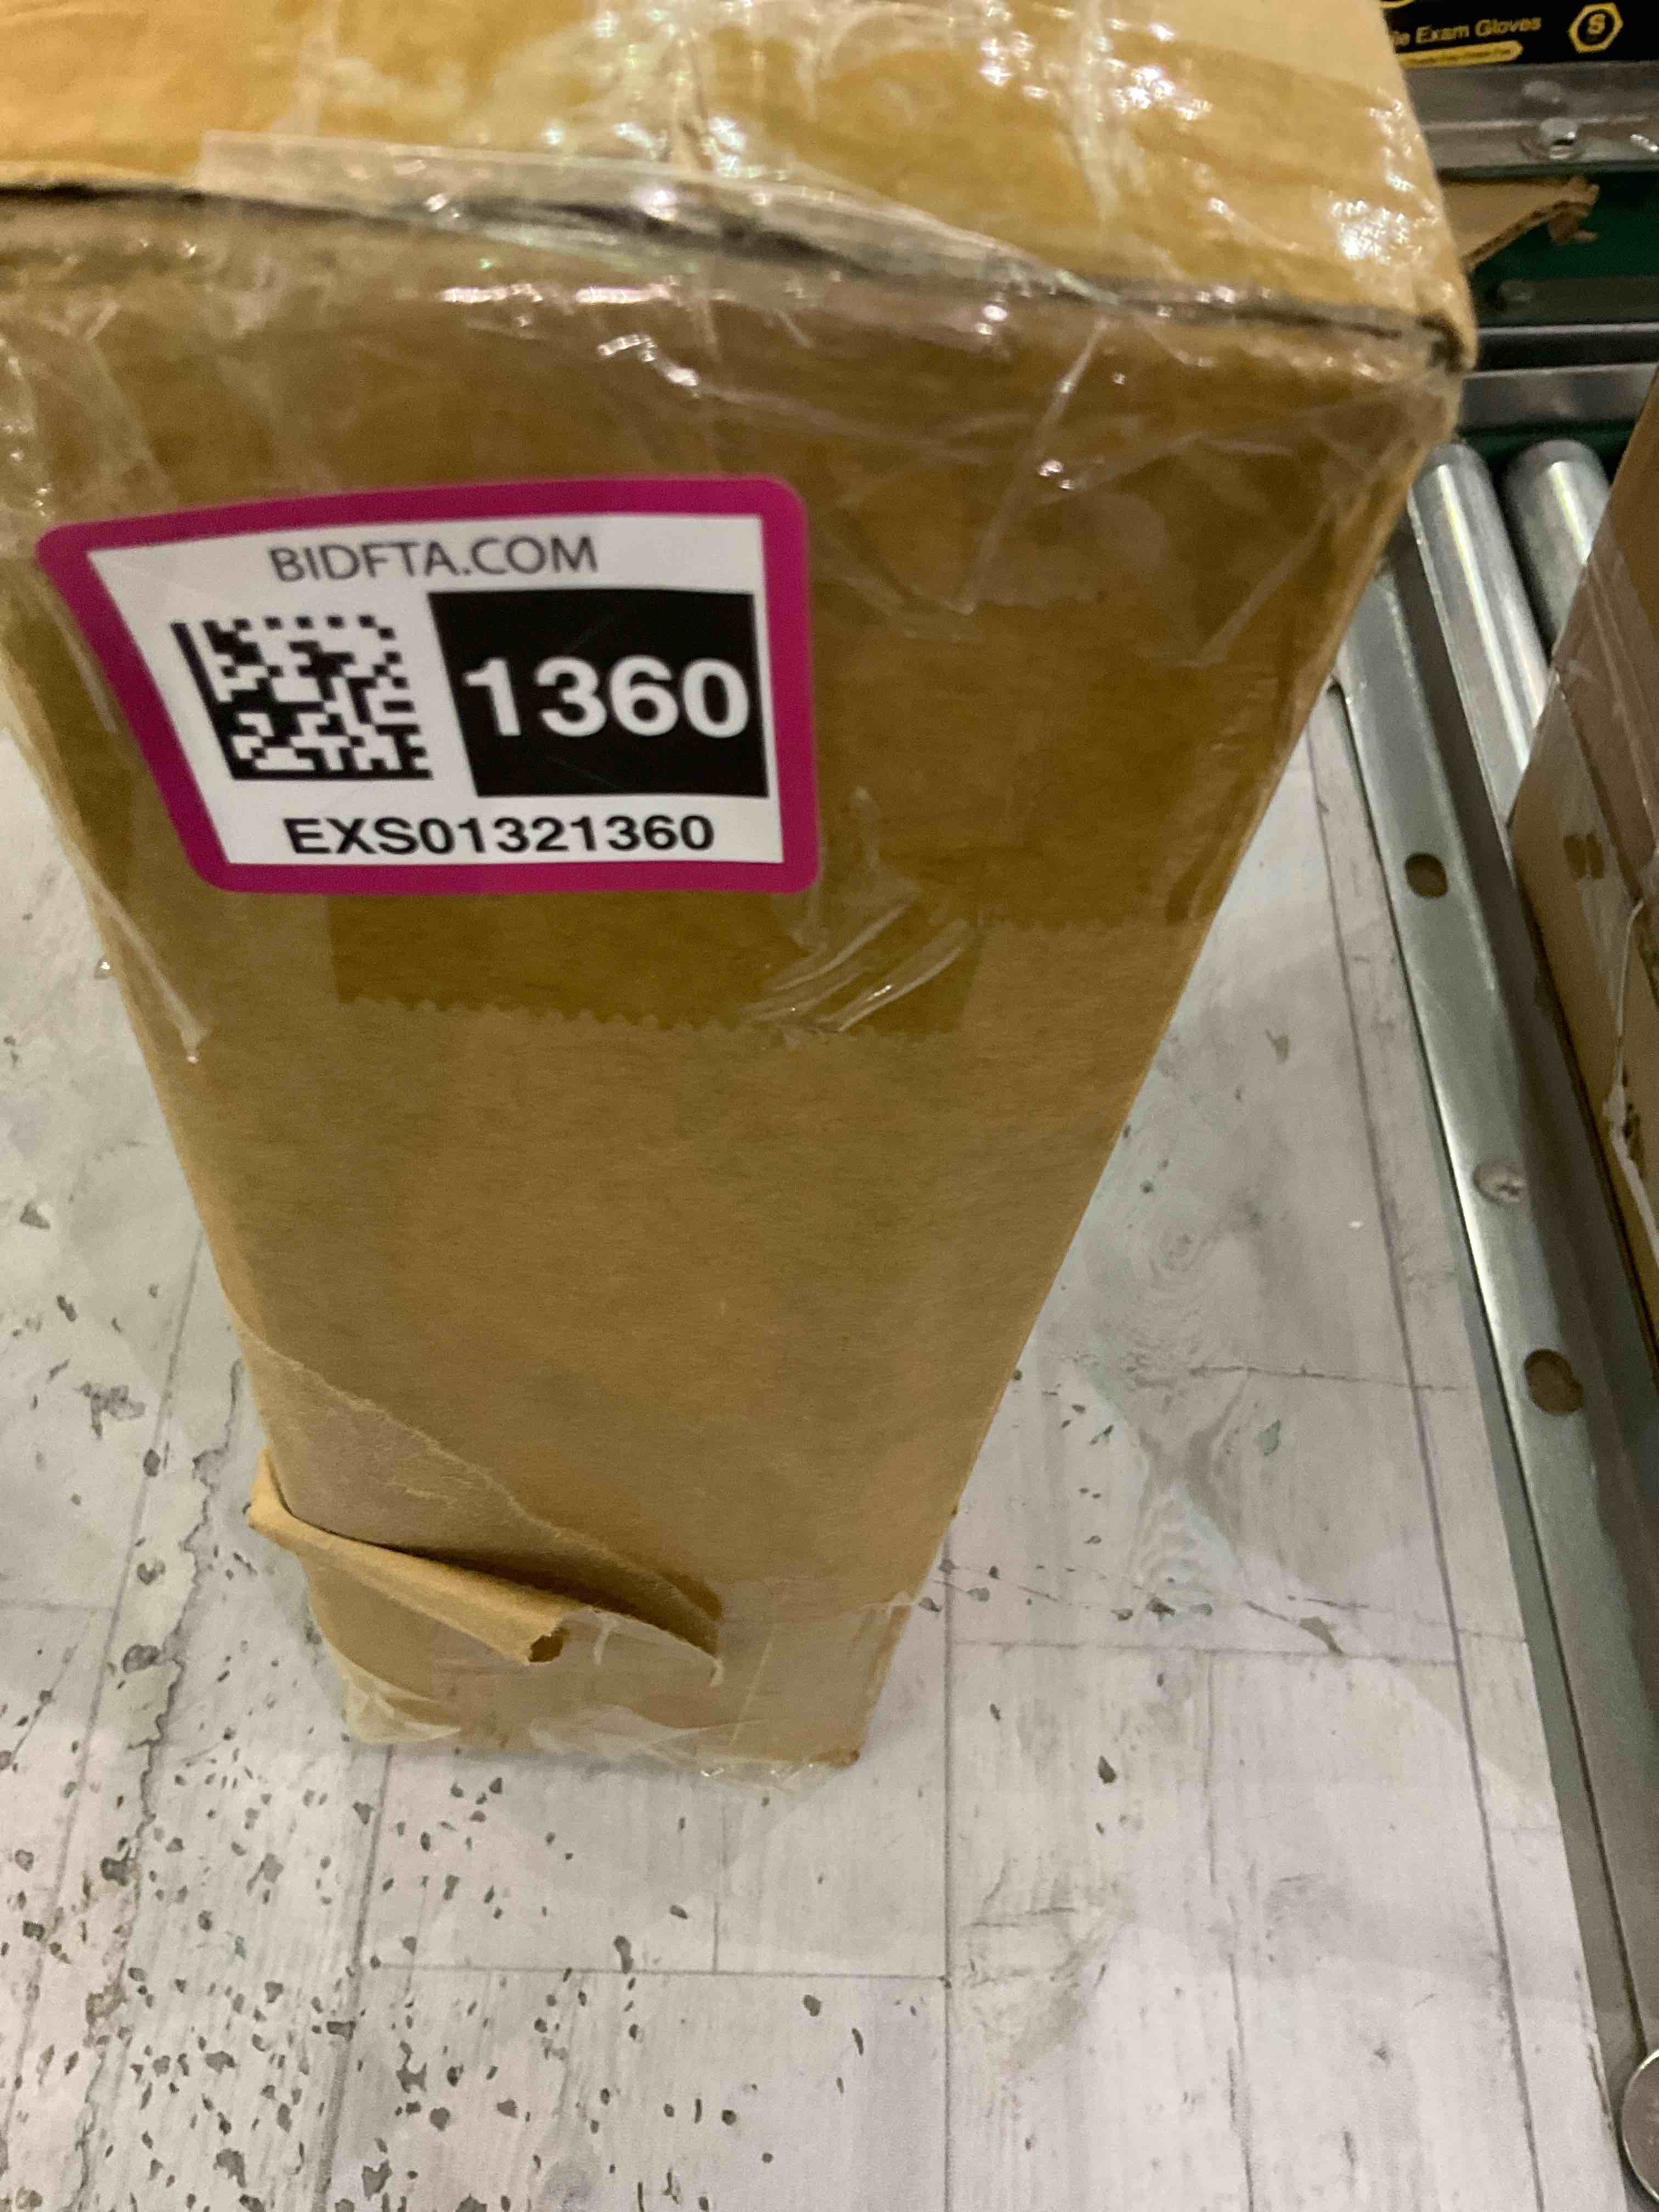 Exam Gloves
S
BIDFTA.COM
1360
EXS01321360